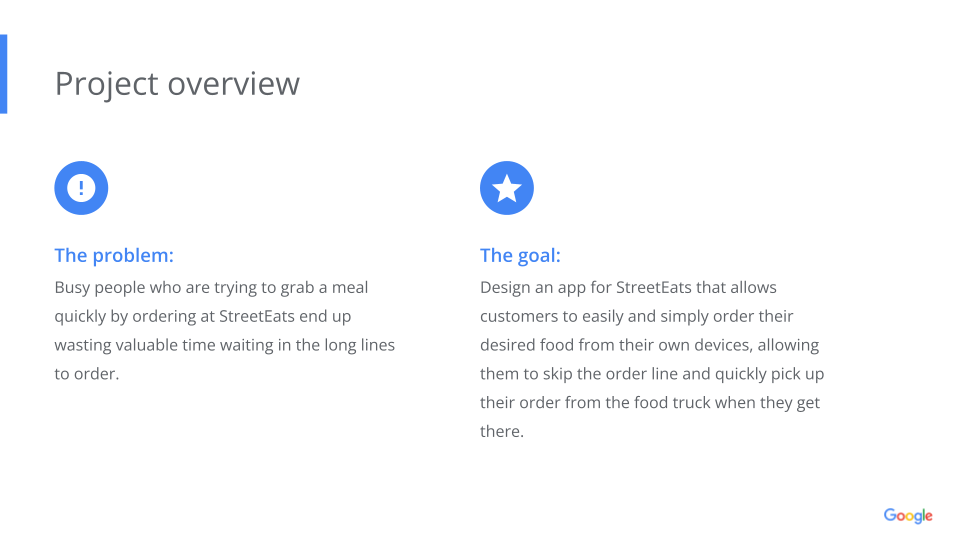 Project overview
The problem:
Busy people who are trying to grab a meal
quickly by ordering at StreetEats end up
wasting valuable time waiting in the long lines
to order.
The goal:
Design an app for StreetEats that allows
customers to easily and simply order their
desired food from their own devices, allowing
them to skip the order line and quickly pick up
their order from the food truck when they get
there.
Google